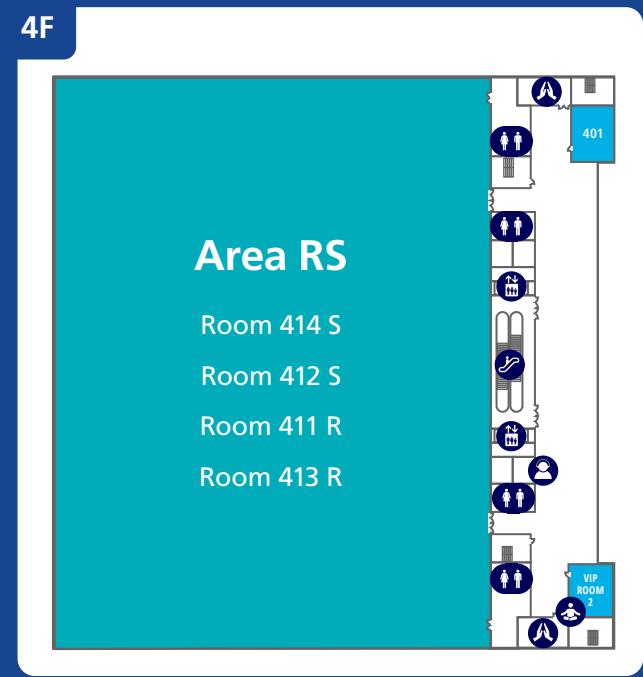 4F
401
Area RS
Room 414 S
Room 412 S
Room 411 R
Room 413 R
VIP
ROOM
2